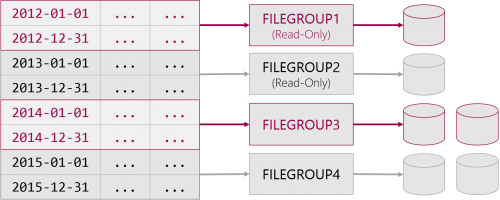 2012-01-01 ... ...
2012-12-31 ... ...
FILEGROUP1
(Read-Only)
2013-01-01 ... ...
2013-12-31 ... ...
FILEGROUP2
(Read-Only)
2014-01-01 ... ...
2014-12-31 ... ...
FILEGROUP3
2015-01-01 ... ...
2015-12-31 ... ...
FILEGROUP4